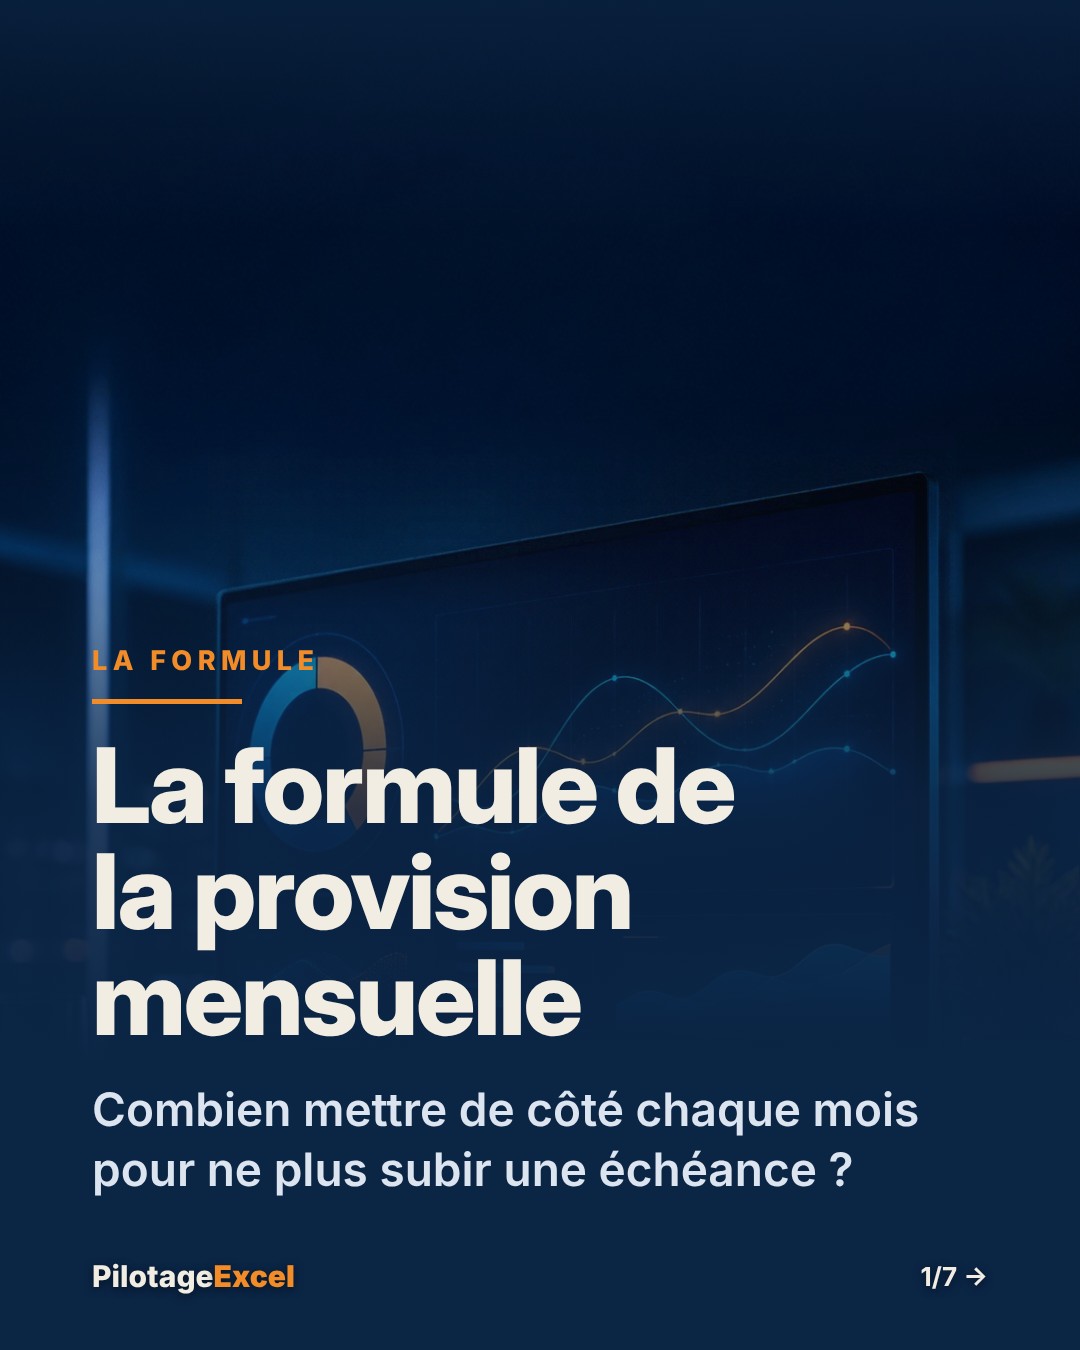 LA FORMULE
La formule de
la provision
mensuelle
Combien mettre de côté chaque mois
pour ne plus subir une échéance ?
PilotageExcel
1/7 →